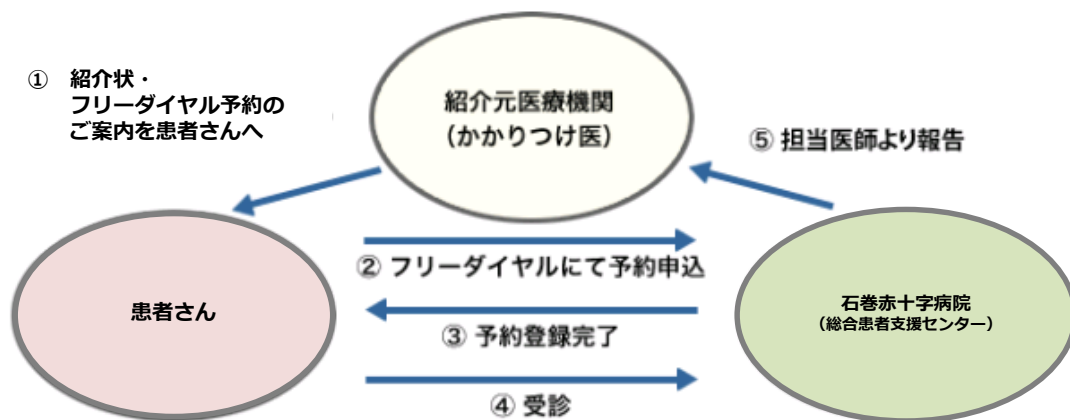 ① 紹介状・
フリーダイヤル予約の
ご案内を患者さんへ
紹介元医療機関
(かかりつけ医)
⑤ 担当医師より報告
② フリーダイヤルにて予約申込
患者さん
石巻赤十字病院
(総合患者支援センター)
③ 予約登録完了
④ 受診